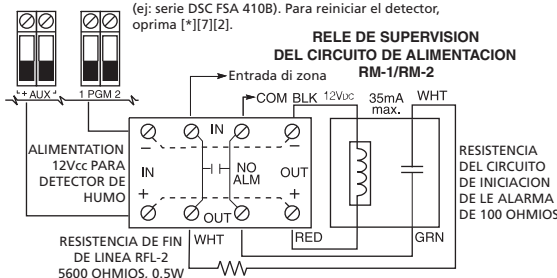 (ej: serie DSC FSA 410B). Para reiniciar el detector,
oprima [*][7][2].
RELE DE SUPERVISION
DEL CIRCUITO DE ALIMENTACION
RM-1/RM-2
+ AUX -
1 PGM 2
Entrada di zona
COM BLK 12VDC 35mA max. WHT
ALIMENTATION
12Vcc PARA
DETECTOR DE
HUMO
IN
- -
IN NO ALM OUT
+ +
OUT
RESISTENCIA
DEL CIRCUITO
DE INICIACION
DE LE ALARMA
DE 100 OHMIOS
WHT RED GRN
RESISTENCIA DE FIN
DE LINEA RFL-2
5600 OHMIOS, 0.5W